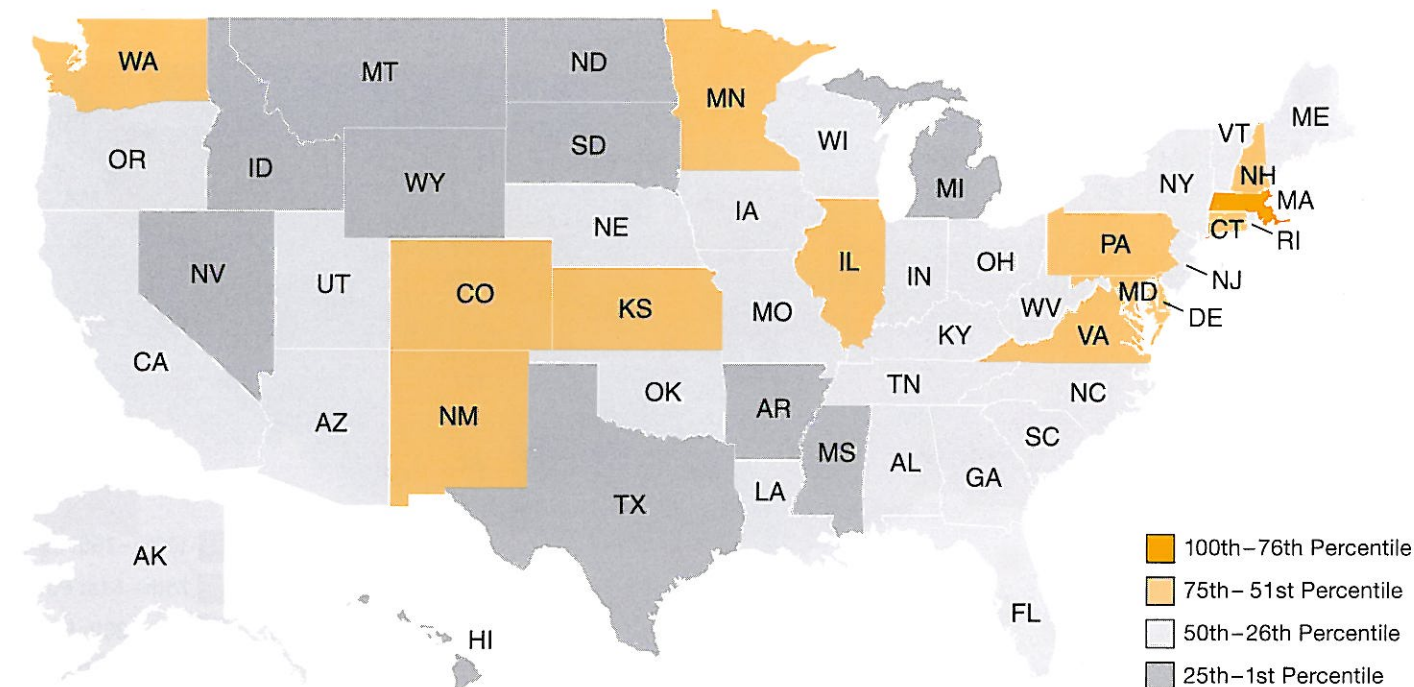 WA
MT
ND
MN
OR
ID
WY
SD
WI
MI
VT
ME
NH
NY
MA
CT
RI
NV
UT
CO
NE
KS
IA
IL
IN
OH
PA
NJ
MD
DE
WV
VA
MO
KY
CA
AZ
NM
OK
AR
TN
NC
SC
TX
LA
MS
AL
GA
FL
AK
HI
100th–76th Percentile
75th–51st Percentile
50th–26th Percentile
25th–1st Percentile